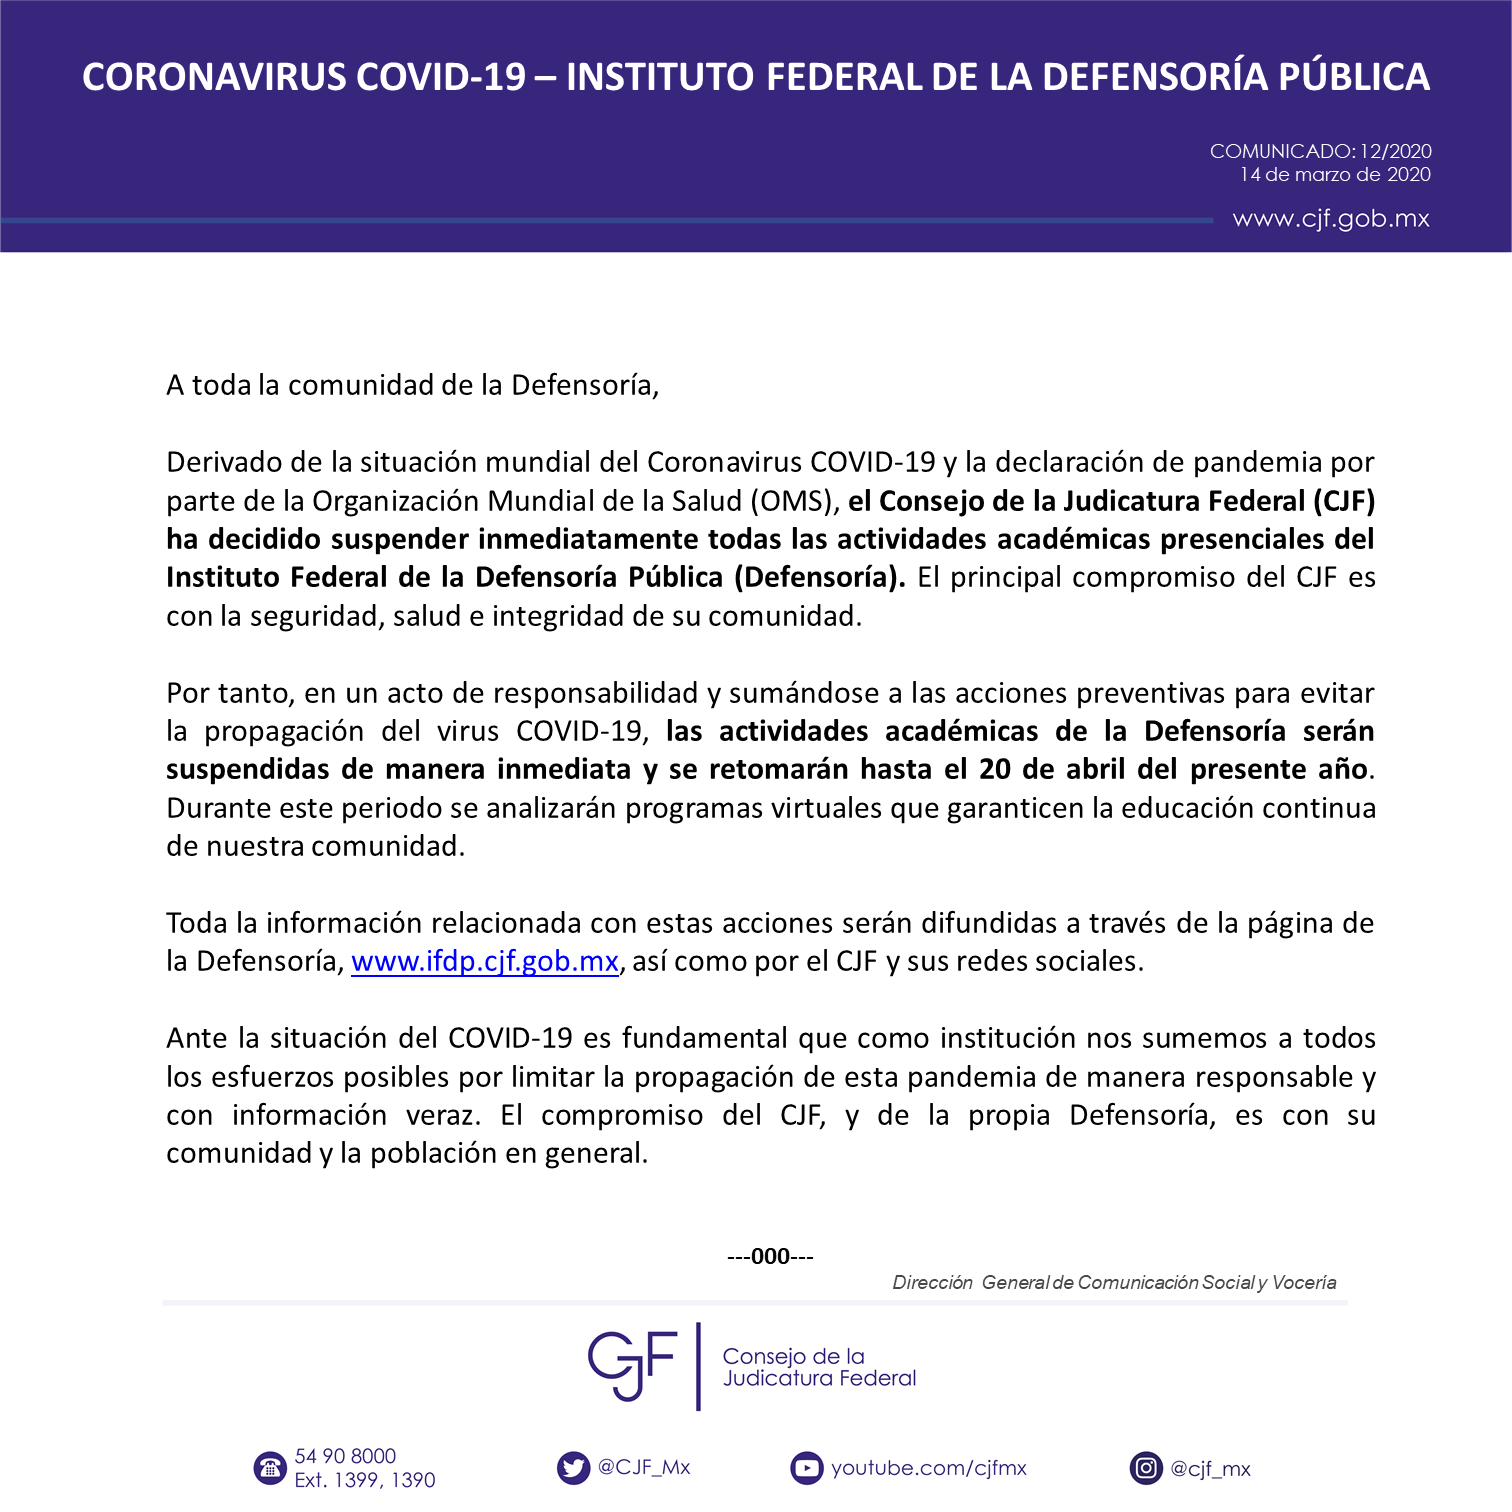 CORONAVIRUS COVID-19 – INSTITUTO FEDERAL DE LA DEFENSORÍA PÚBLICA
COMUNICADO: 12/2020
14 de marzo de 2020
www.cjf.gob.mx
A toda la comunidad de la Defensoría,
Derivado de la situación mundial del Coronavirus COVID-19 y la declaración de pandemia por
parte de la Organización Mundial de la Salud (OMS), el Consejo de la Judicatura Federal (CJF)
ha decidido suspender inmediatamente todas las actividades académicas presenciales del
Instituto Federal de la Defensoría Pública (Defensoría). El principal compromiso del CJF es
con la seguridad, salud e integridad de su comunidad.
Por tanto, en un acto de responsabilidad y sumándose a las acciones preventivas para evitar
la propagación del virus COVID-19, las actividades académicas de la Defensoría serán
suspendidas de manera inmediata y se retomarán hasta el 20 de abril del presente año.
Durante este periodo se analizarán programas virtuales que garanticen la educación continua
de nuestra comunidad.
Toda la información relacionada con estas acciones serán difundidas a través de la página de
la Defensoría, www.ifdp.cjf.gob.mx, así como por el CJF y sus redes sociales.
Ante la situación del COVID-19 es fundamental que como institución nos sumemos a todos
los esfuerzos posibles por limitar la propagación de esta pandemia de manera responsable y
con información veraz. El compromiso del CJF, y de la propia Defensoría, es con su
comunidad y la población en general.
---000---
Dirección General de Comunicación Social y Vocería
CJF
Consejo de la
Judicatura Federal
54 90 8000
Ext. 1399, 1390
@CJF_Mx
youtube.com/cjfmx
@cjf_mx